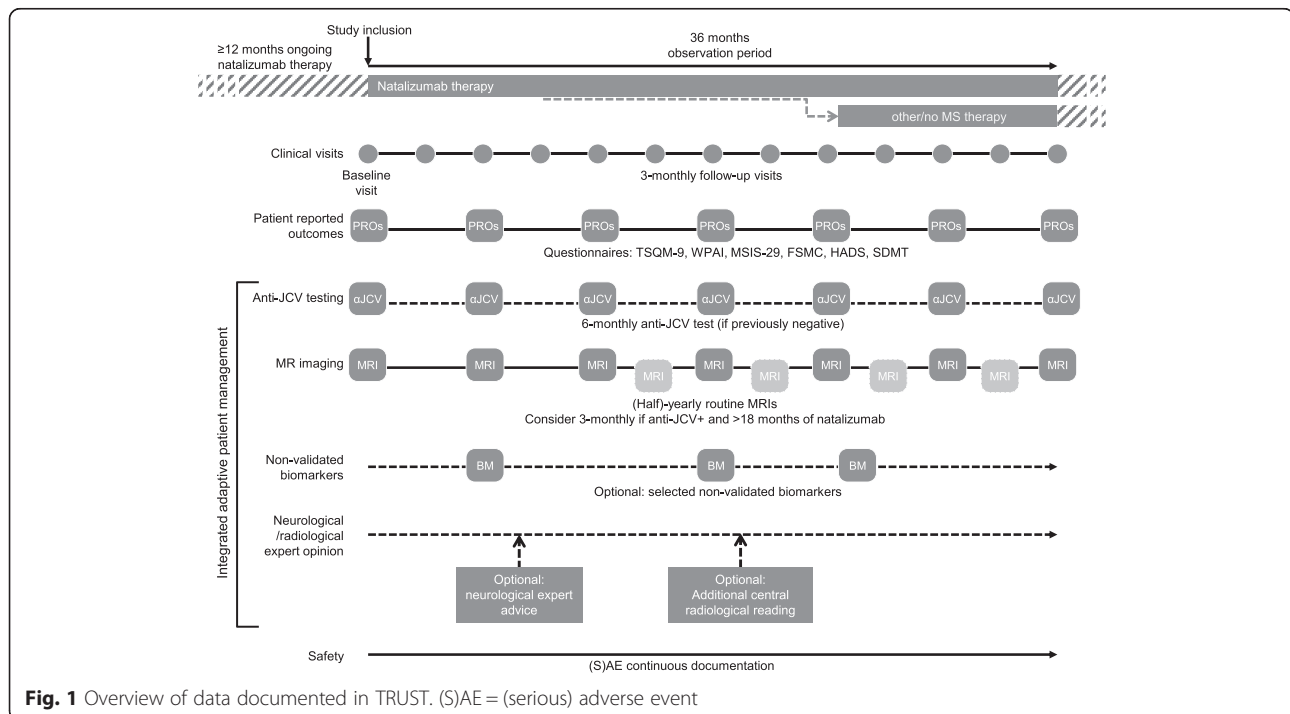 Study inclusion
≥12 months ongoing
natalizumab therapy
36 months
observation period
Natalizumab therapy
other/no MS therapy
Clinical visits
Baseline
visit
3-monthly follow-up visits
Patient reported
outcomes
PROs PROs PROs PROs PROs PROs PROs
Questionnaires: TSQM-9, WPAI, MSIS-29, FSMC, HADS, SDMT
Integrated adaptive patient management
Anti-JCV testing
αJCV αJCV αJCV αJCV αJCV αJCV αJCV
6-monthly anti-JCV test (if previously negative)
MR imaging
MRI MRI MRI MRI MRI MRI MRI MRI MRI MRI MRI
(Half)-yearly routine MRIs
Consider 3-monthly if anti-JCV+ and >18 months of natalizumab
Non-validated
biomarkers
BM BM BM
Optional: selected non-validated biomarkers
Neurological
/radiological
expert opinion
Optional:
neurological expert
advice
Optional:
Additional central
radiological reading
Safety
(S)AE continuous documentation
Fig. 1 Overview of data documented in TRUST. (S)AE = (serious) adverse event